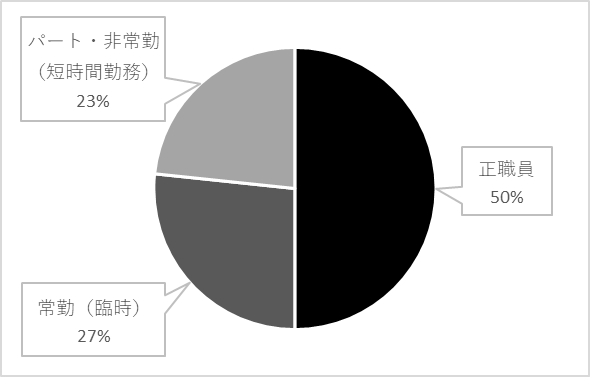 パート・非常勤
（短時間勤務）
23%
正職員
50%
常勤（臨時）
27%